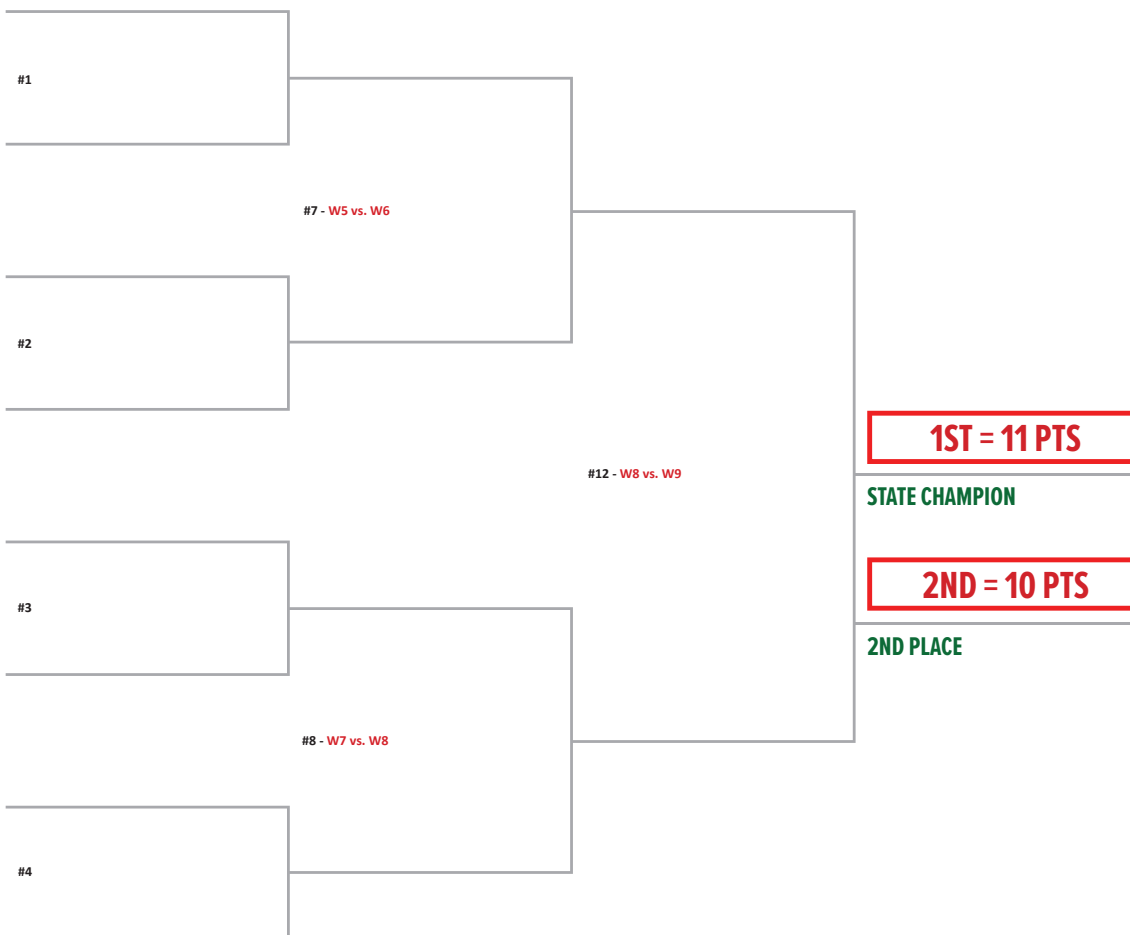 #1
#7 - W5 vs. W6
#2
1ST = 11 PTS
#12 - W8 vs. W9
STATE CHAMPION
2ND = 10 PTS
#3
2ND PLACE
#8 - W7 vs. W8
#4